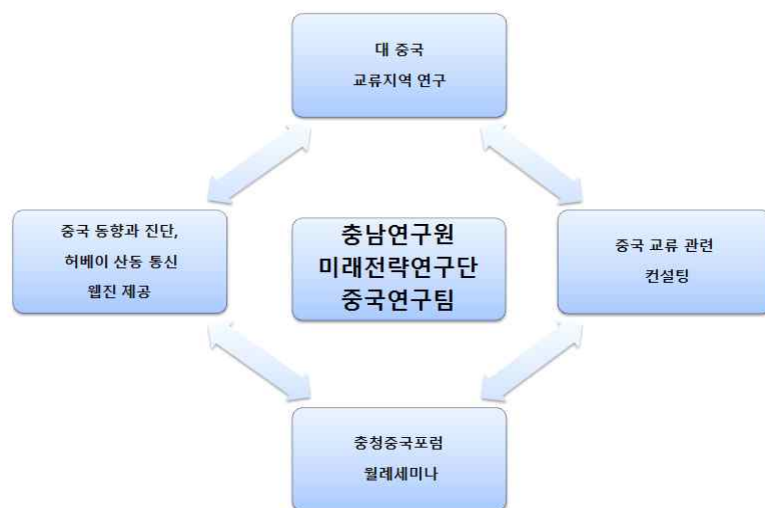 대 중국
교류지역 연구
중국 동향과 진단,
허베이 산동 통신
웹진 제공
충남연구원
미래전략연구단
중국연구팀
중국 교류 관련
컨설팅
충청중국포럼
월례세미나